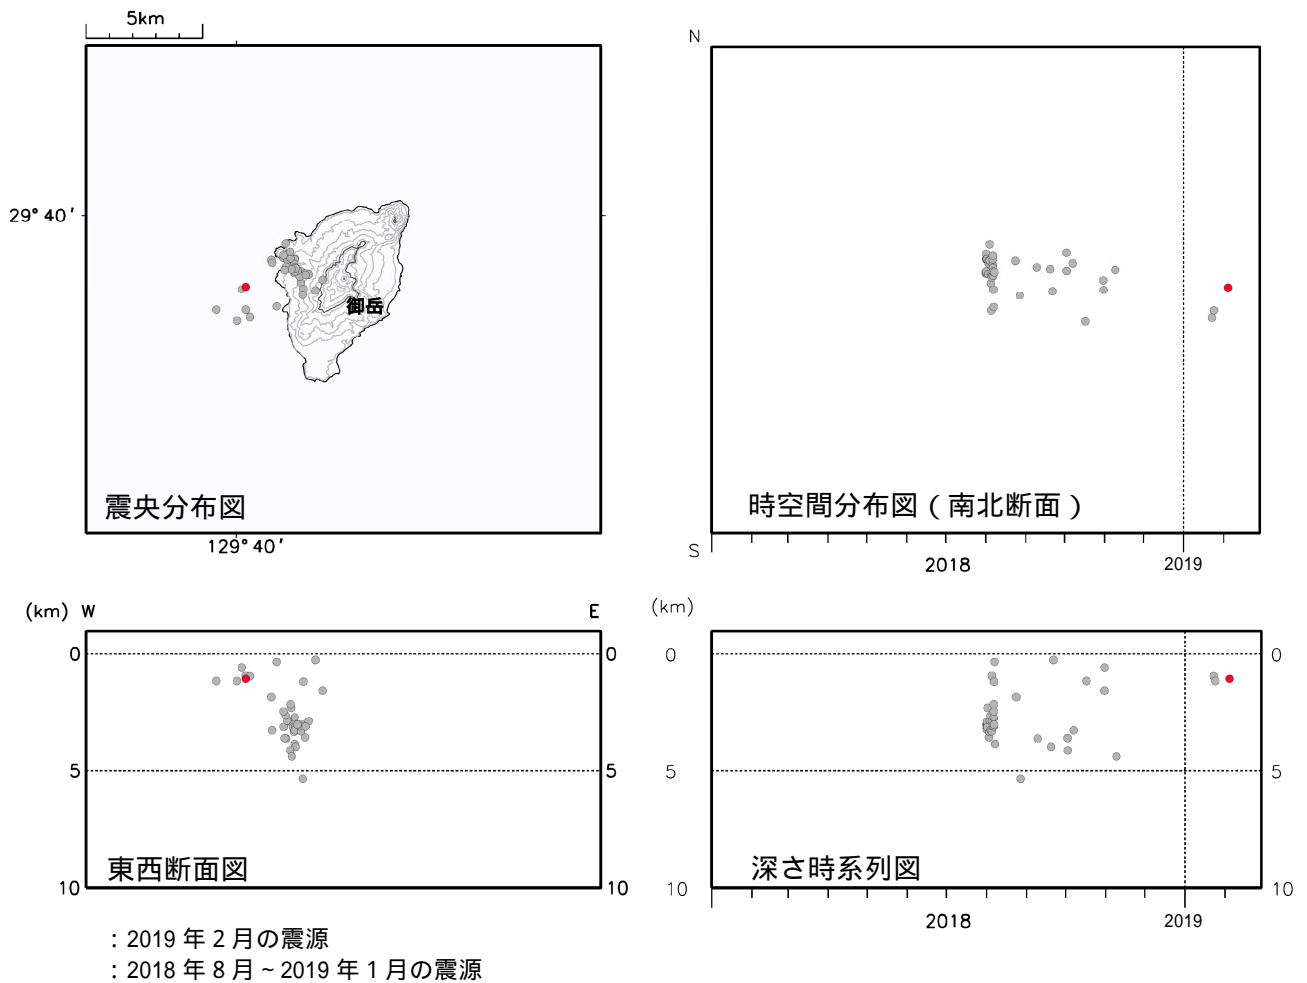 5km
N
29°40′
御岳
震央分布図
時空間分布図（南北断面）
129°40′
S
2018
2019
(km) W
E
(km)
0
0
0
0
5
5
5
5
東西断面図
深さ時系列図
10
10
10
10
2018
2019
：2019 年 2 月の震源
：2018 年 8 月～2019 年 1 月の震源